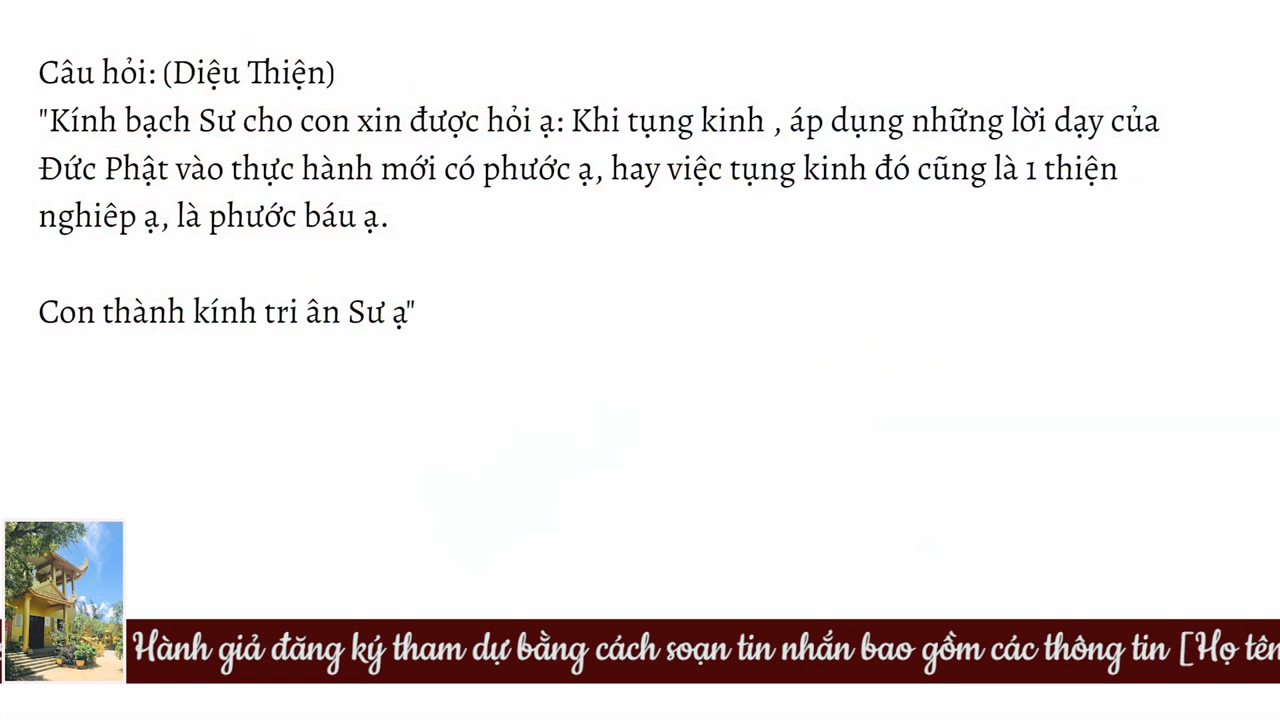 Câu hỏi: (Diệu Thiện)
"Kính bạch Sư cho con xin được hỏi ạ: Khi tụng kinh , áp dụng những lời dạy của
Đức Phật vào thực hành mới có phước ạ, hay việc tụng kinh đó cũng là 1 thiện
nghiêp ạ, là phước báu ạ.
Con thành kính tri ân Sư ạ"
Hành giả đăng ký tham dự bằng cách soạn tin nhắn bao gồm các thông tin [Họ tên